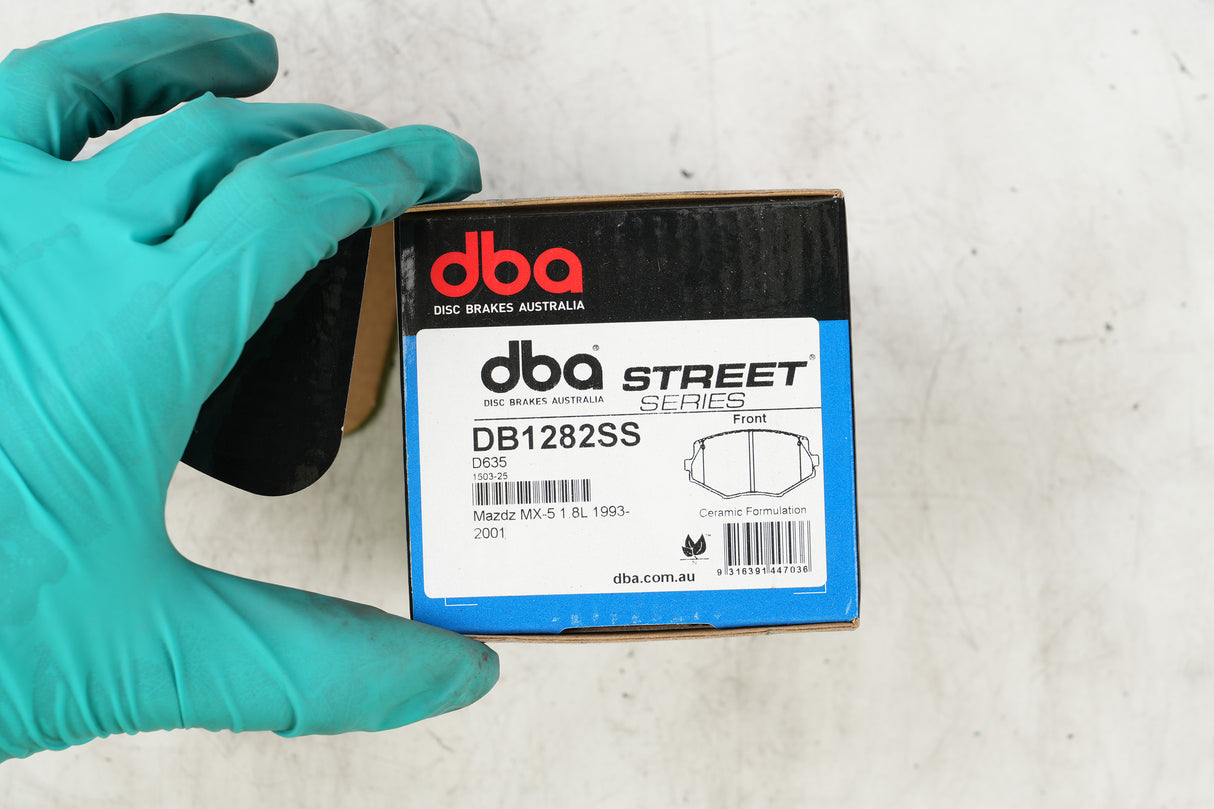 dba
DISC BRAKES AUSTRALIA
dba® STREET®
DISC BRAKES AUSTRALIA SERIES
Front
DB1282SS
D635
1503-25
Mazdz MX-5 1.8L 1993-
2001
Ceramic Formulation
N
9 316391 447036
dba.com.au